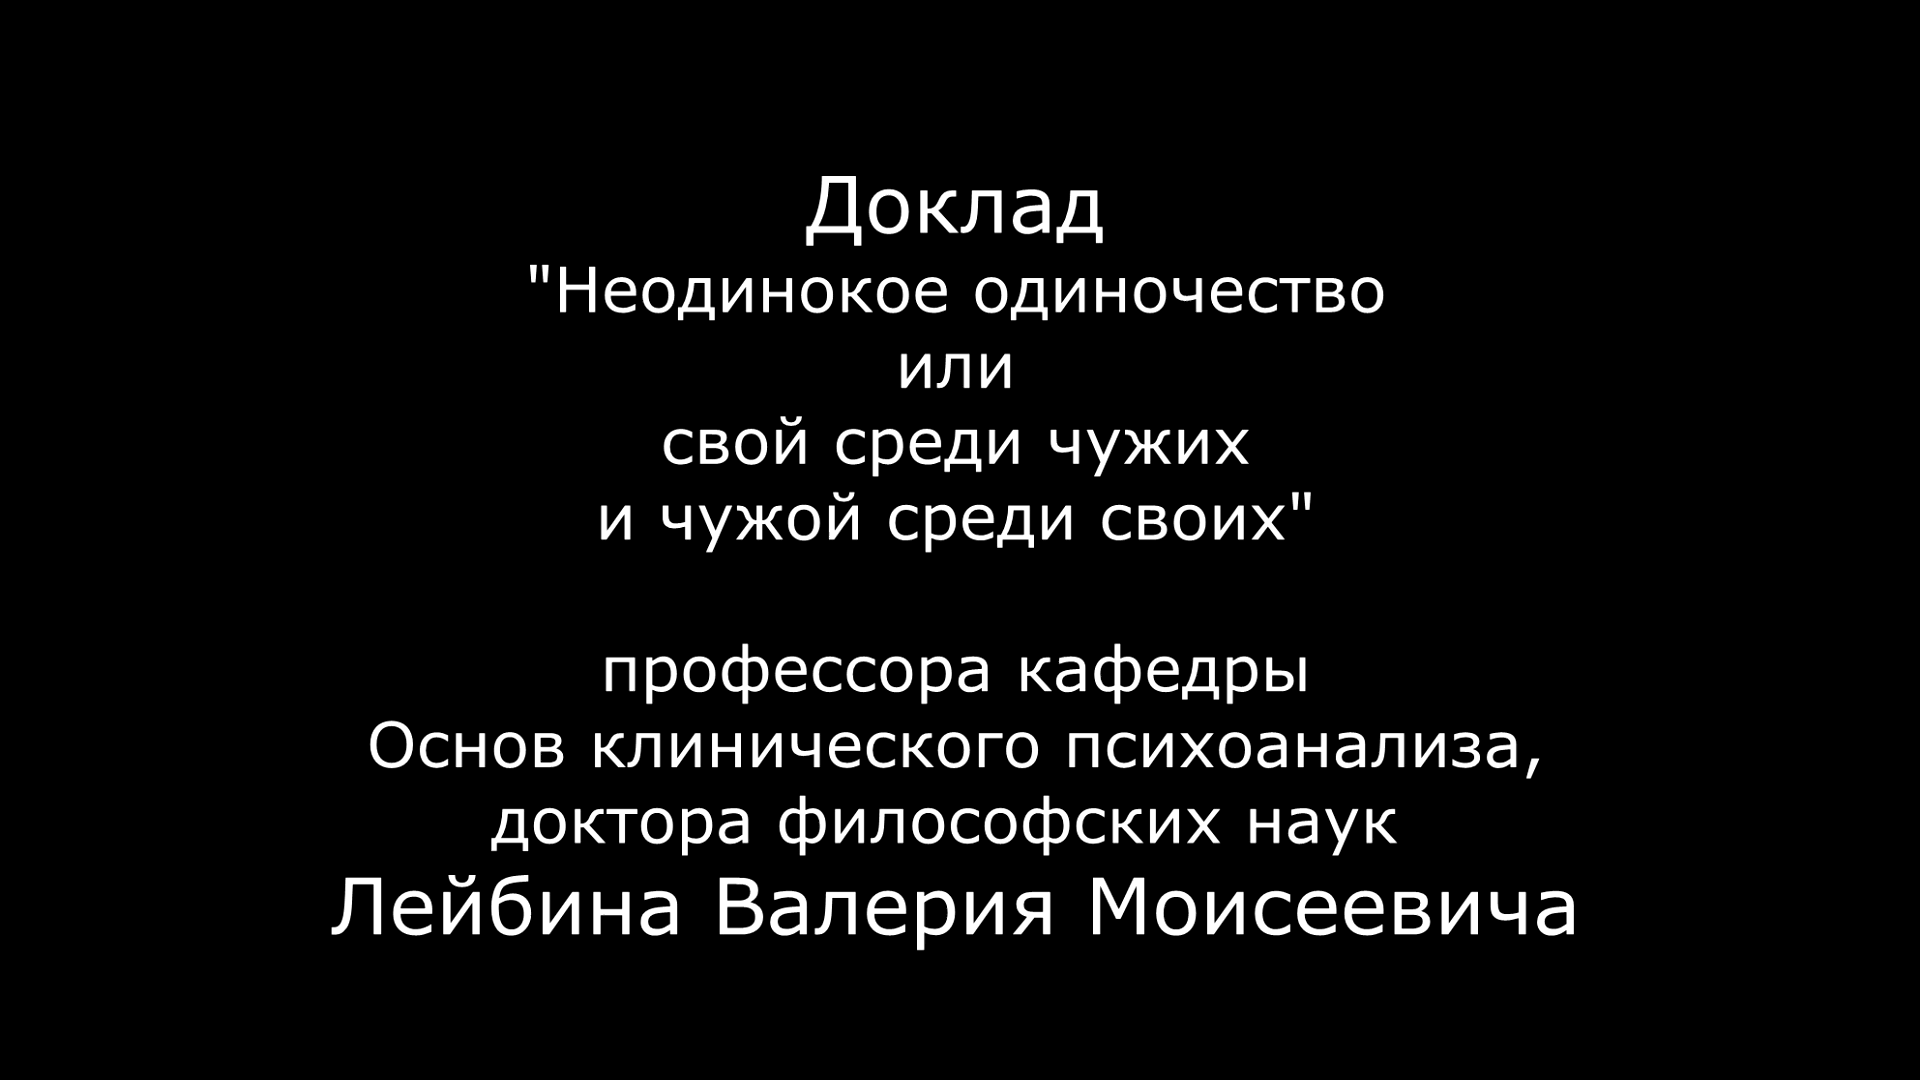 Доклад
"Неодинокое одиночество
или
свой среди чужих
и чужой среди своих"
профессора кафедры
Основ клинического психоанализа,
доктора философских наук
Лейбина Валерия Моисеевича